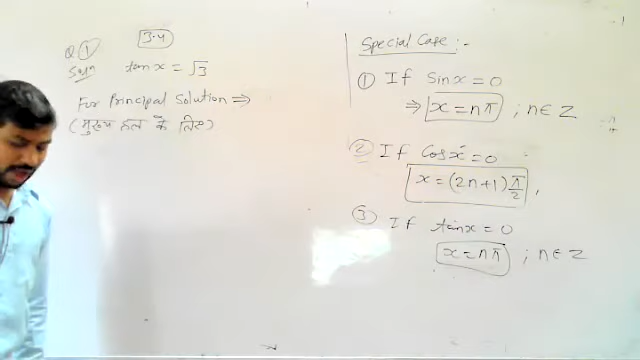 3.4
Q ①
Soln tan x = √3
For Principal Solution ⇒
(मुख्य हल के लिए)
Special Case :-
① If Sin x = 0
⇒ x = nπ ; n ∈ Z
② If Cos x = 0
x = (2n+1) π/2 ,
③ If tan x = 0
x = nπ ; n ∈ Z